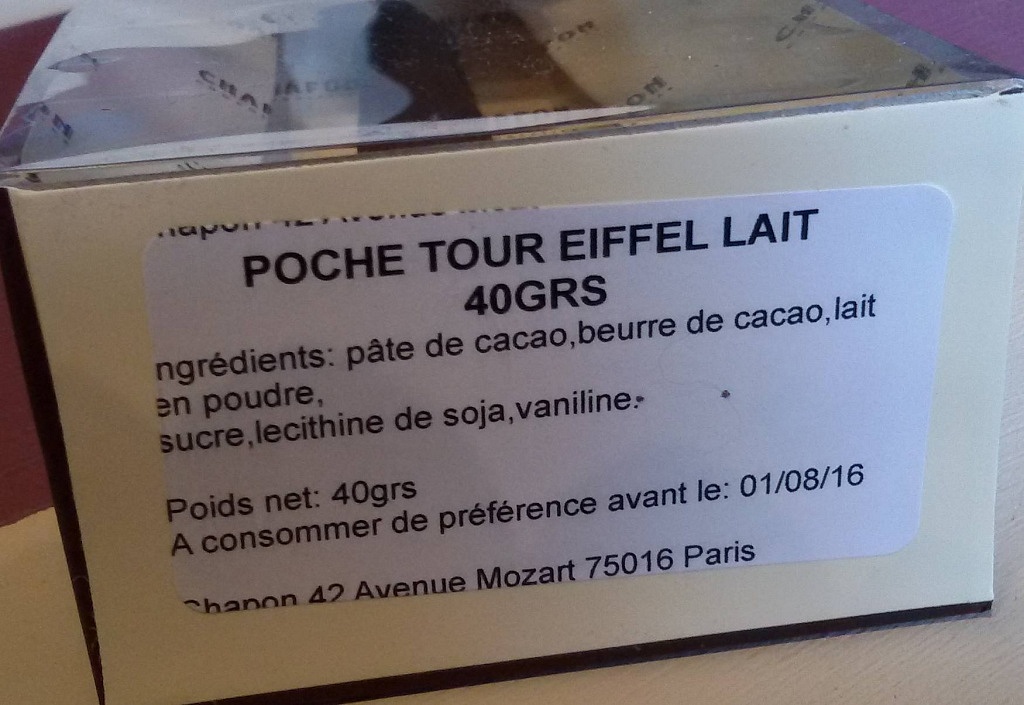 CHAPON
POCHE TOUR EIFFEL LAIT
40GRS
ngrédients: pâte de cacao,beurre de cacao,lait
en poudre,
sucre,lecithine de soja,vaniline.
Poids net: 40grs
A consommer de préférence avant le: 01/08/16
Chapon 42 Avenue Mozart 75016 Paris